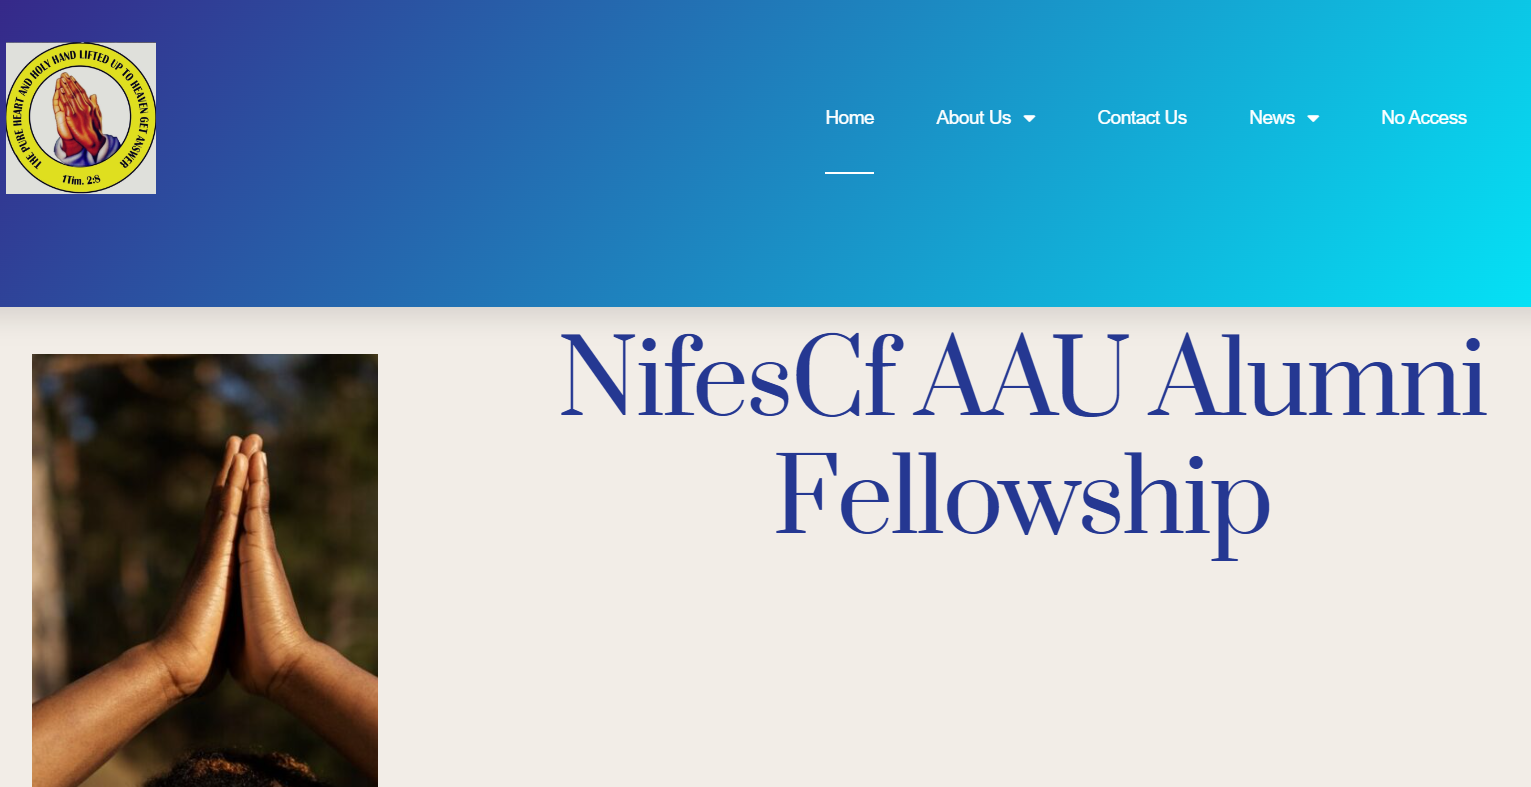 THE PURE HEART AND HOLY HAND LIFTED UP TO HEAVEN GET ANSWER
1Tim. 2:8
Home
About Us
Contact Us
News
No Access
NifesCf AAU Alumni
Fellowship